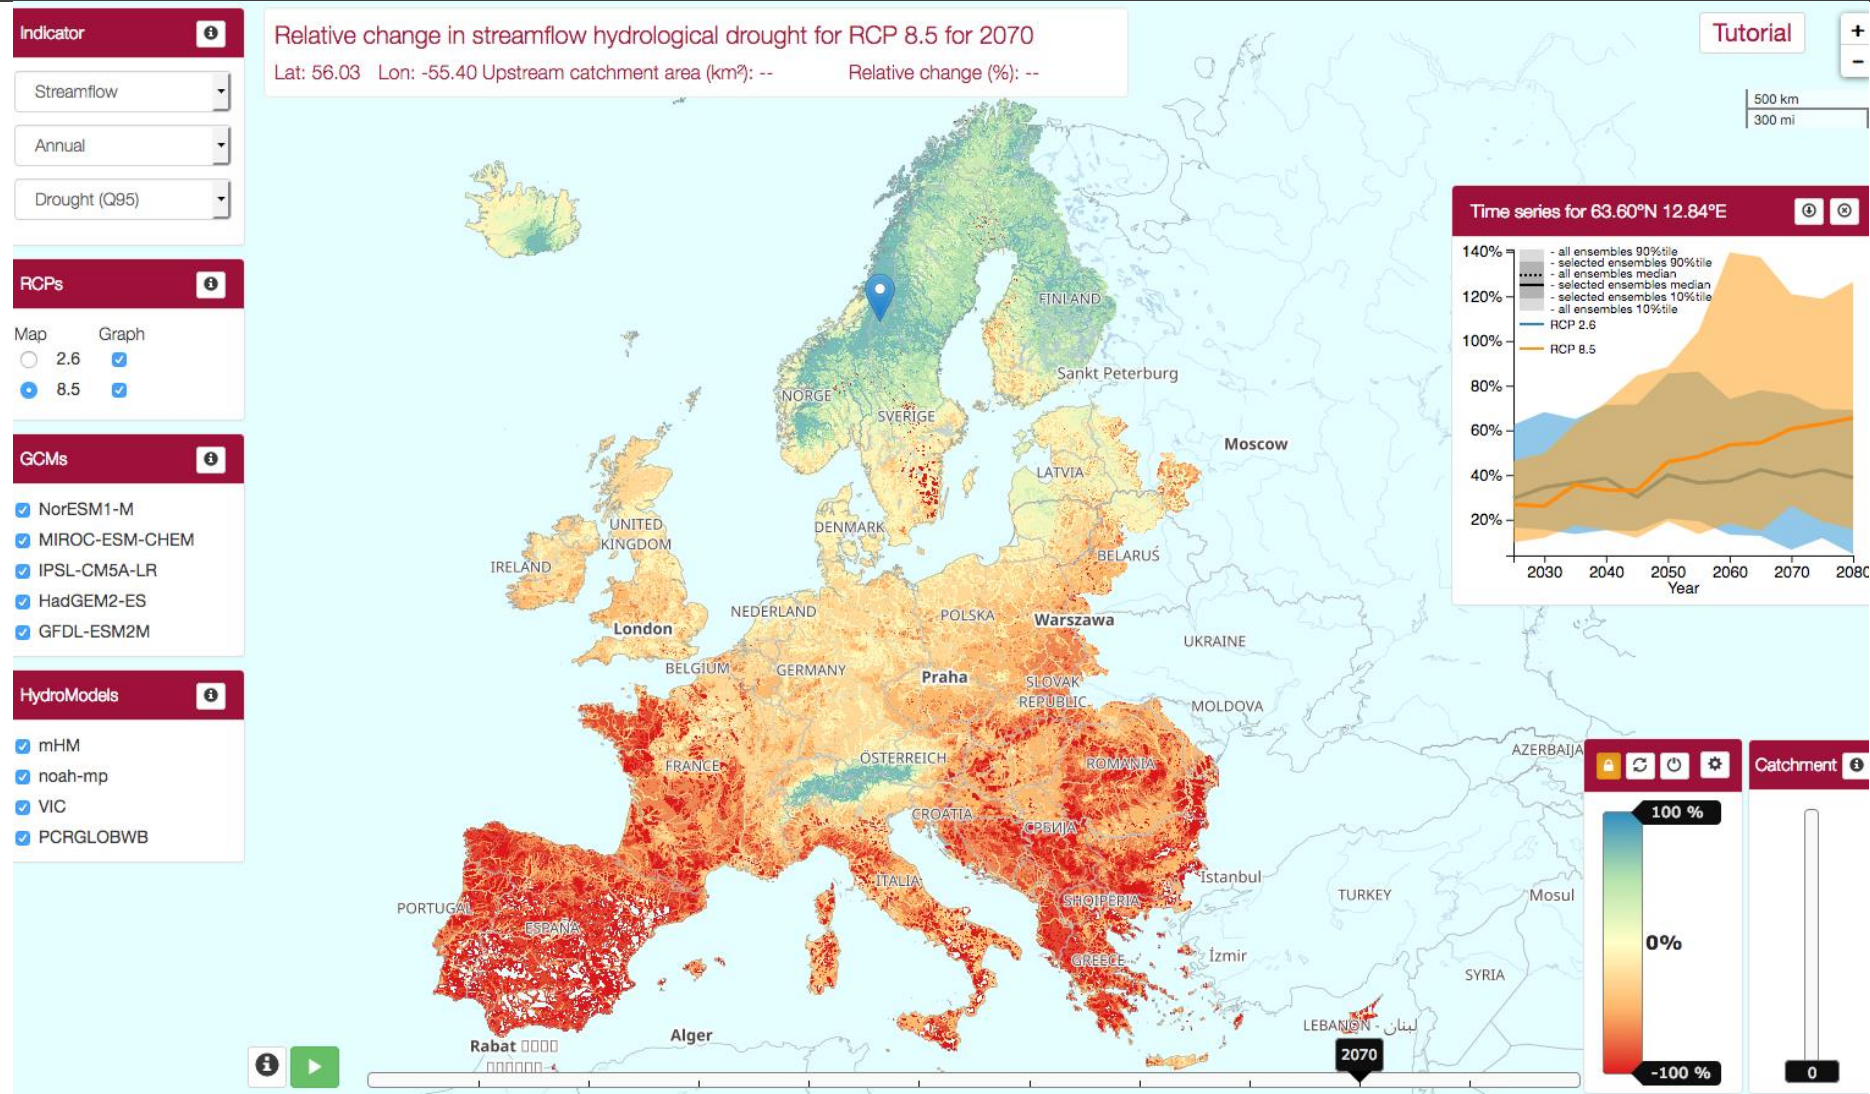 Indicator
Streamflow
Annual
Drought (Q95)
RCPs
Map Graph
2.6
8.5
GCMs
NorESM1-M
MIROC-ESM-CHEM
IPSL-CM5A-LR
HadGEM2-ES
GFDL-ESM2M
HydroModels
mHM
noah-mp
VIC
PCRGLOBWB
Relative change in streamflow hydrological drought for RCP 8.5 for 2070
Lat: 56.03 Lon: -55.40 Upstream catchment area (km²): -- Relative change (%): --
Tutorial
+
-
500 km
300 mi
Time series for 63.60°N 12.84°E
140%
120%
100%
80%
60%
40%
20%
- all ensembles 90%tile
- selected ensembles 90%tile
- all ensembles median
- selected ensembles median
- selected ensembles 10%tile
- all ensembles 10%tile
RCP 2.6
RCP 8.5
2030 2040 2050 2060 2070 2080
Year
FINLAND
Sankt Peterburg
NORGE
SVERIGE
Moscow
LATVIA
DENMARK
UNITED
KINGDOM
IRELAND
BELARUŚ
NEDERLAND
POLSKA
Warszawa
London
UKRAINE
BELGIUM
GERMANY
Praha
SLOVAK
REPUBLIC
MOLDOVA
ÖSTERREICH
FRANCE
ROMANIA
AZERBAIJA
CROATIA
СРБИЈА
ITALIA
İstanbul
SHQIPERIA
TURKEY
Mosul
PORTUGAL
ESPAÑA
GREECE
İzmir
SYRIA
LEBANON - لبنان
Alger
Rabat
2070
100 %
0%
-100 %
Catchment
0